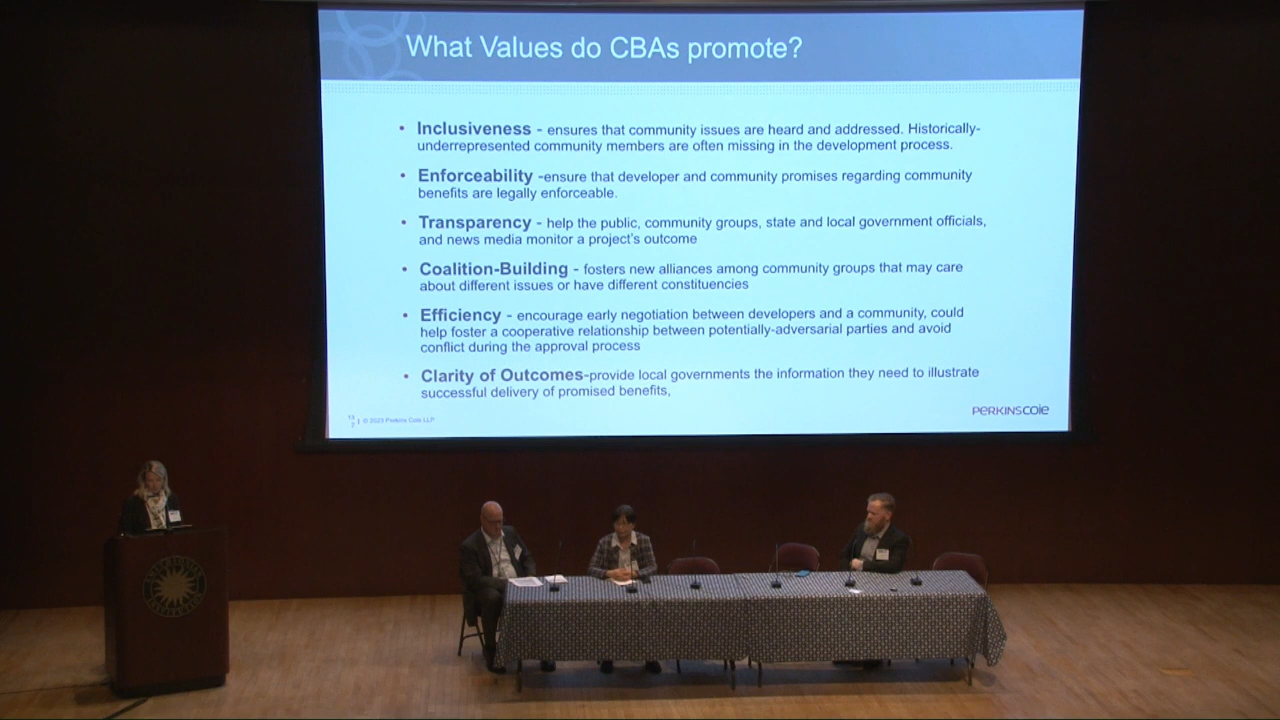 What Values do CBAs promote?
• Inclusiveness - ensures that community issues are heard and addressed. Historically-
underrepresented community members are often missing in the development process.
• Enforceability -ensure that developer and community promises regarding community
benefits are legally enforceable.
• Transparency - help the public, community groups, state and local government officials,
and news media monitor a project's outcome
• Coalition-Building - fosters new alliances among community groups that may care
about different issues or have different constituencies
• Efficiency - encourage early negotiation between developers and a community, could
help foster a cooperative relationship between potentially-adversarial parties and avoid
conflict during the approval process
• Clarity of Outcomes-provide local governments the information they need to illustrate
successful delivery of promised benefits,
© 2023 Perkins Coie LLP
PERKINSCOIE